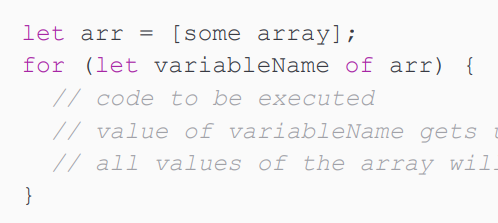 let arr = [some array];
for (let variableName of arr) {
// code to be executed
// value of variableName gets
// all values of the array
}